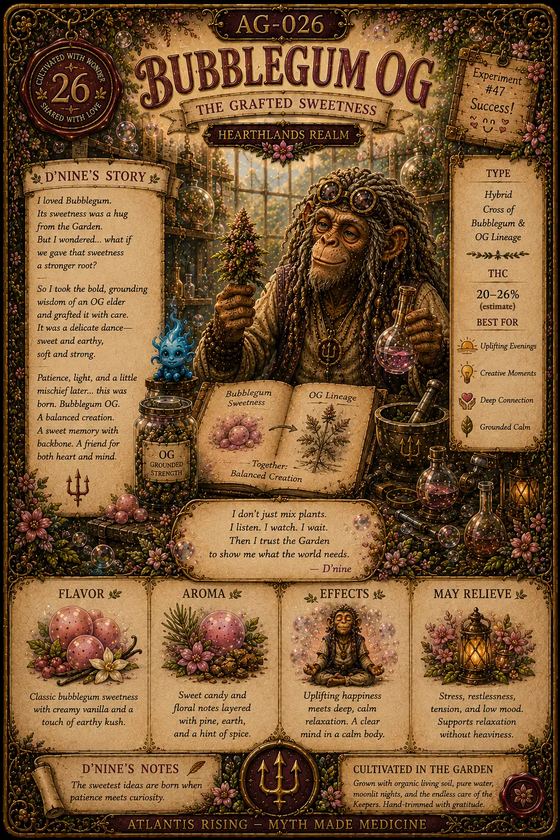 AG-026
BUBBLEGUM OG
THE GRAFTED SWEETNESS
HEARTHLANDS REALM
CULTIVATED WITH WONDER
26
SHARED WITH LOVE
Experiment
#47
Success!
D'NINE'S STORY
I loved Bubblegum.
Its sweetness was a hug
from the Garden.
But I wondered... what if
we gave that sweetness
a stronger root?
So I took the bold, grounding
wisdom of an OG elder
and grafted it with care.
It was a delicate dance—
sweet and earthy,
soft and strong.
Patience, light, and a little
mischief later... this was
born. Bubblegum OG.
A balanced creation.
A sweet memory with
backbone. A friend for
both heart and mind.
TYPE
Hybrid
Cross of
Bubblegum &
OG Lineage
THC
20–26%
(estimate)
BEST FOR
Uplifting Evenings
Creative Moments
Deep Connection
Grounded Calm
OG
GROUNDED
STRENGTH
Bubblegum
Sweetness
OG Lineage
Together:
Balanced Creation
I don't just mix plants.
I listen. I watch. I wait.
Then I trust the Garden
to show me what the world needs.
— D'nine
FLAVOR
Classic bubblegum sweetness
with creamy vanilla and a
touch of earthy kush.
AROMA
Sweet candy and
floral notes layered
with pine, earth,
and a hint of spice.
EFFECTS
Uplifting happiness
meets deep, calm
relaxation. A clear
mind in a calm body.
MAY RELIEVE
Stress, restlessness,
tension, and low mood.
Supports relaxation
without heaviness.
D'NINE'S NOTES
The sweetest ideas are born when
patience meets curiosity.
CULTIVATED IN THE GARDEN
Grown with organic living soil, pure water,
moonlit nights, and the endless care of the
Keepers. Hand-trimmed with gratitude.
ATLANTIS RISING – MYTH MADE MEDICINE